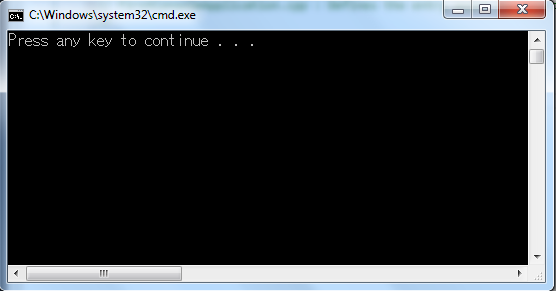 C:\Windows\system32\cmd.exe
Press any key to continue . . .